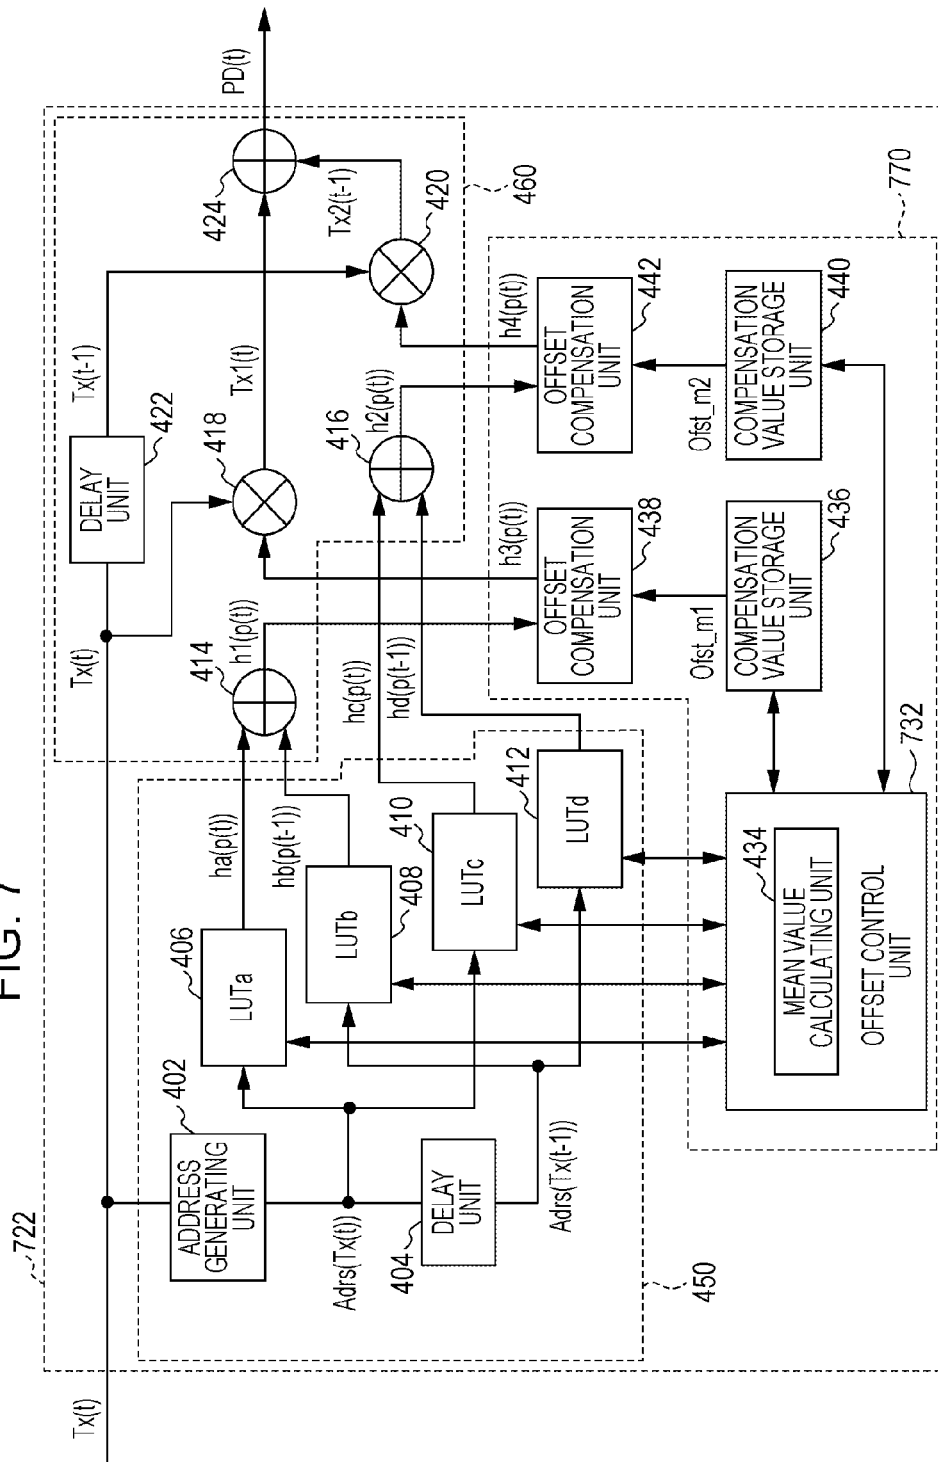 FIG. 7
722
Tx(t)
Tx(t)
DELAY
UNIT
422
Tx(t-1)
PD(t)
424
Tx1(t)
Tx2(t-1)
418
420
460
402
ADDRESS
GENERATING
UNIT
406
LUTa
ha(p(t))
414
h1(p(t))
Adrs(Tx(t))
LUTb
408
hb(p(t-1))
416
h2(p(t))
404
DELAY
UNIT
410
LUTc
hc(p(t))
hd(p(t-1))
h3(p(t))
h4(p(t))
Adrs(Tx(t-1))
412
LUTd
OFFSET
COMPENSATION
UNIT
438
OFFSET
COMPENSATION
UNIT
442
450
Ofst_m1
Ofst_m2
770
732
434
MEAN VALUE
CALCULATING UNIT
OFFSET CONTROL
UNIT
COMPENSATION
VALUE STORAGE
UNIT
436
COMPENSATION
VALUE STORAGE
UNIT
440